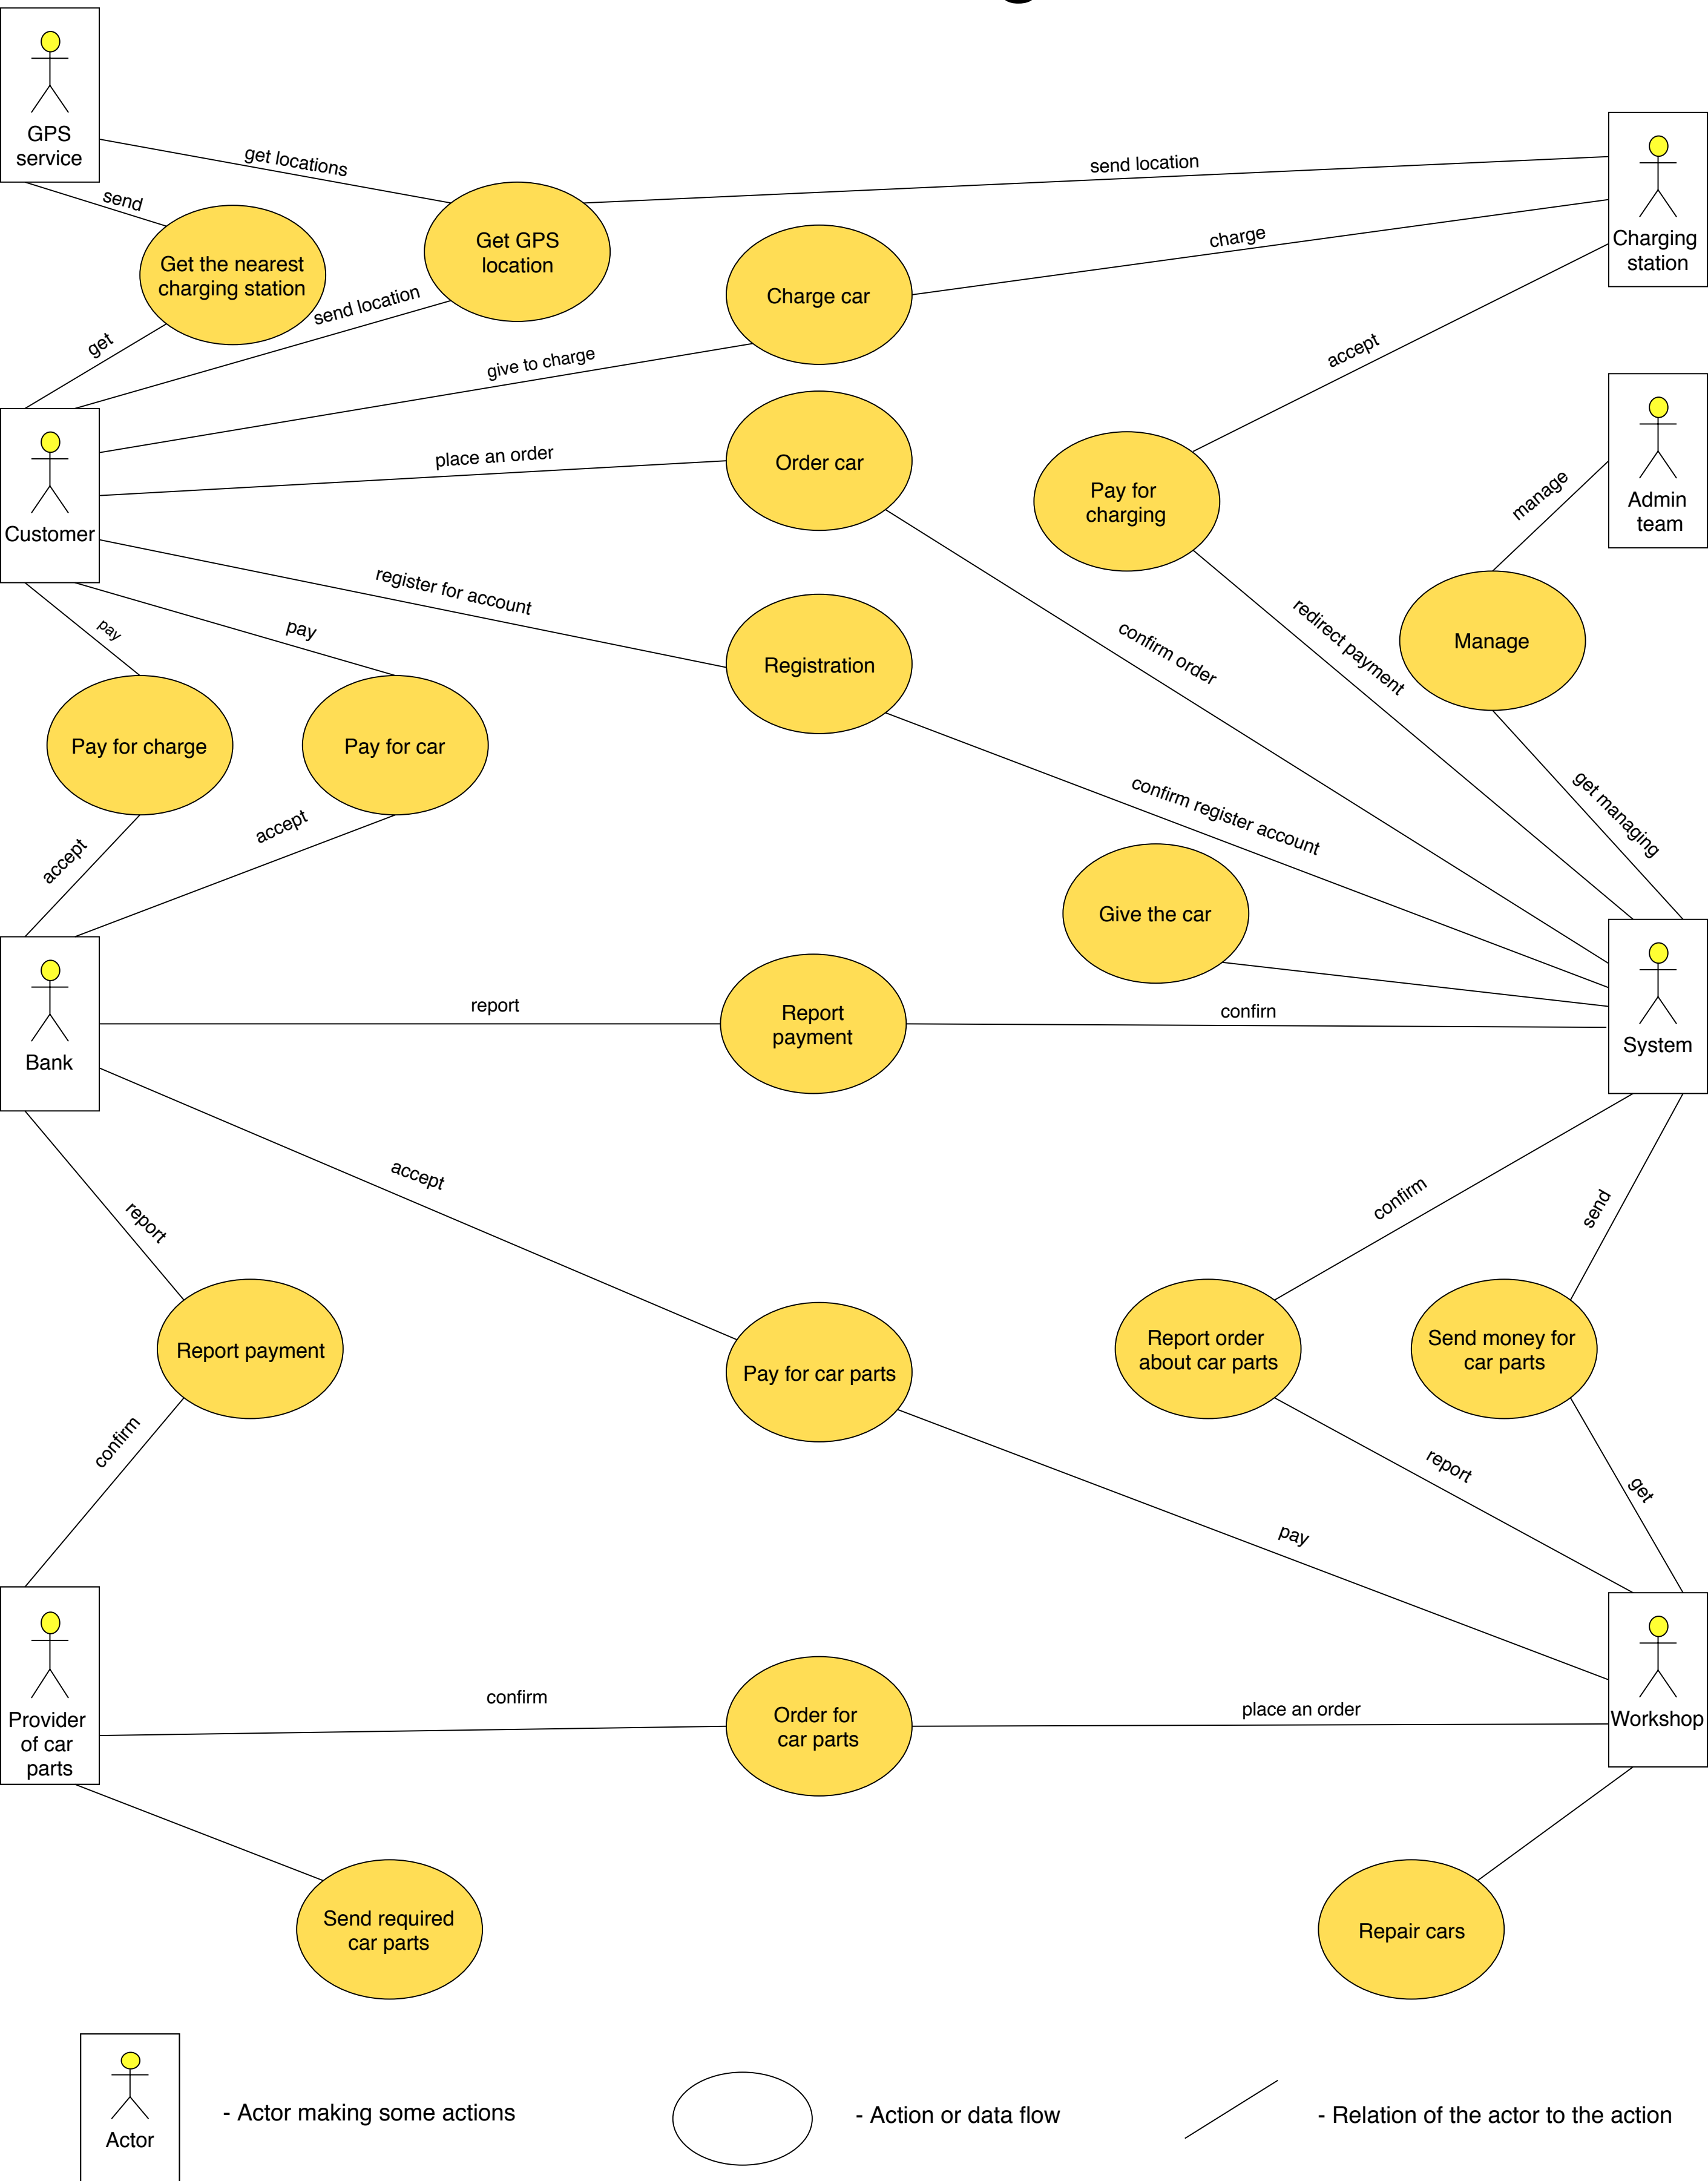 GPS
service
get locations
send
send location
Charging
station
Get GPS
location
Get the nearest
charging station
charge
Charge car
send location
get
give to charge
accept
Customer
place an order
Order car
Pay for
charging
manage
Admin
team
register for account
pay
pay
Registration
confirm order
redirect payment
Manage
Pay for charge
Pay for car
accept
accept
confirm register account
get managing
Give the car
Bank
report
Report
payment
confirn
System
accept
report
confirm
send
Report payment
Pay for car parts
Report order
about car parts
Send money for
car parts
confirm
report
get
pay
Provider
of car
parts
confirm
Order for
car parts
place an order
Workshop
Send required
car parts
Repair cars
Actor
- Actor making some actions
- Action or data flow
- Relation of the actor to the action